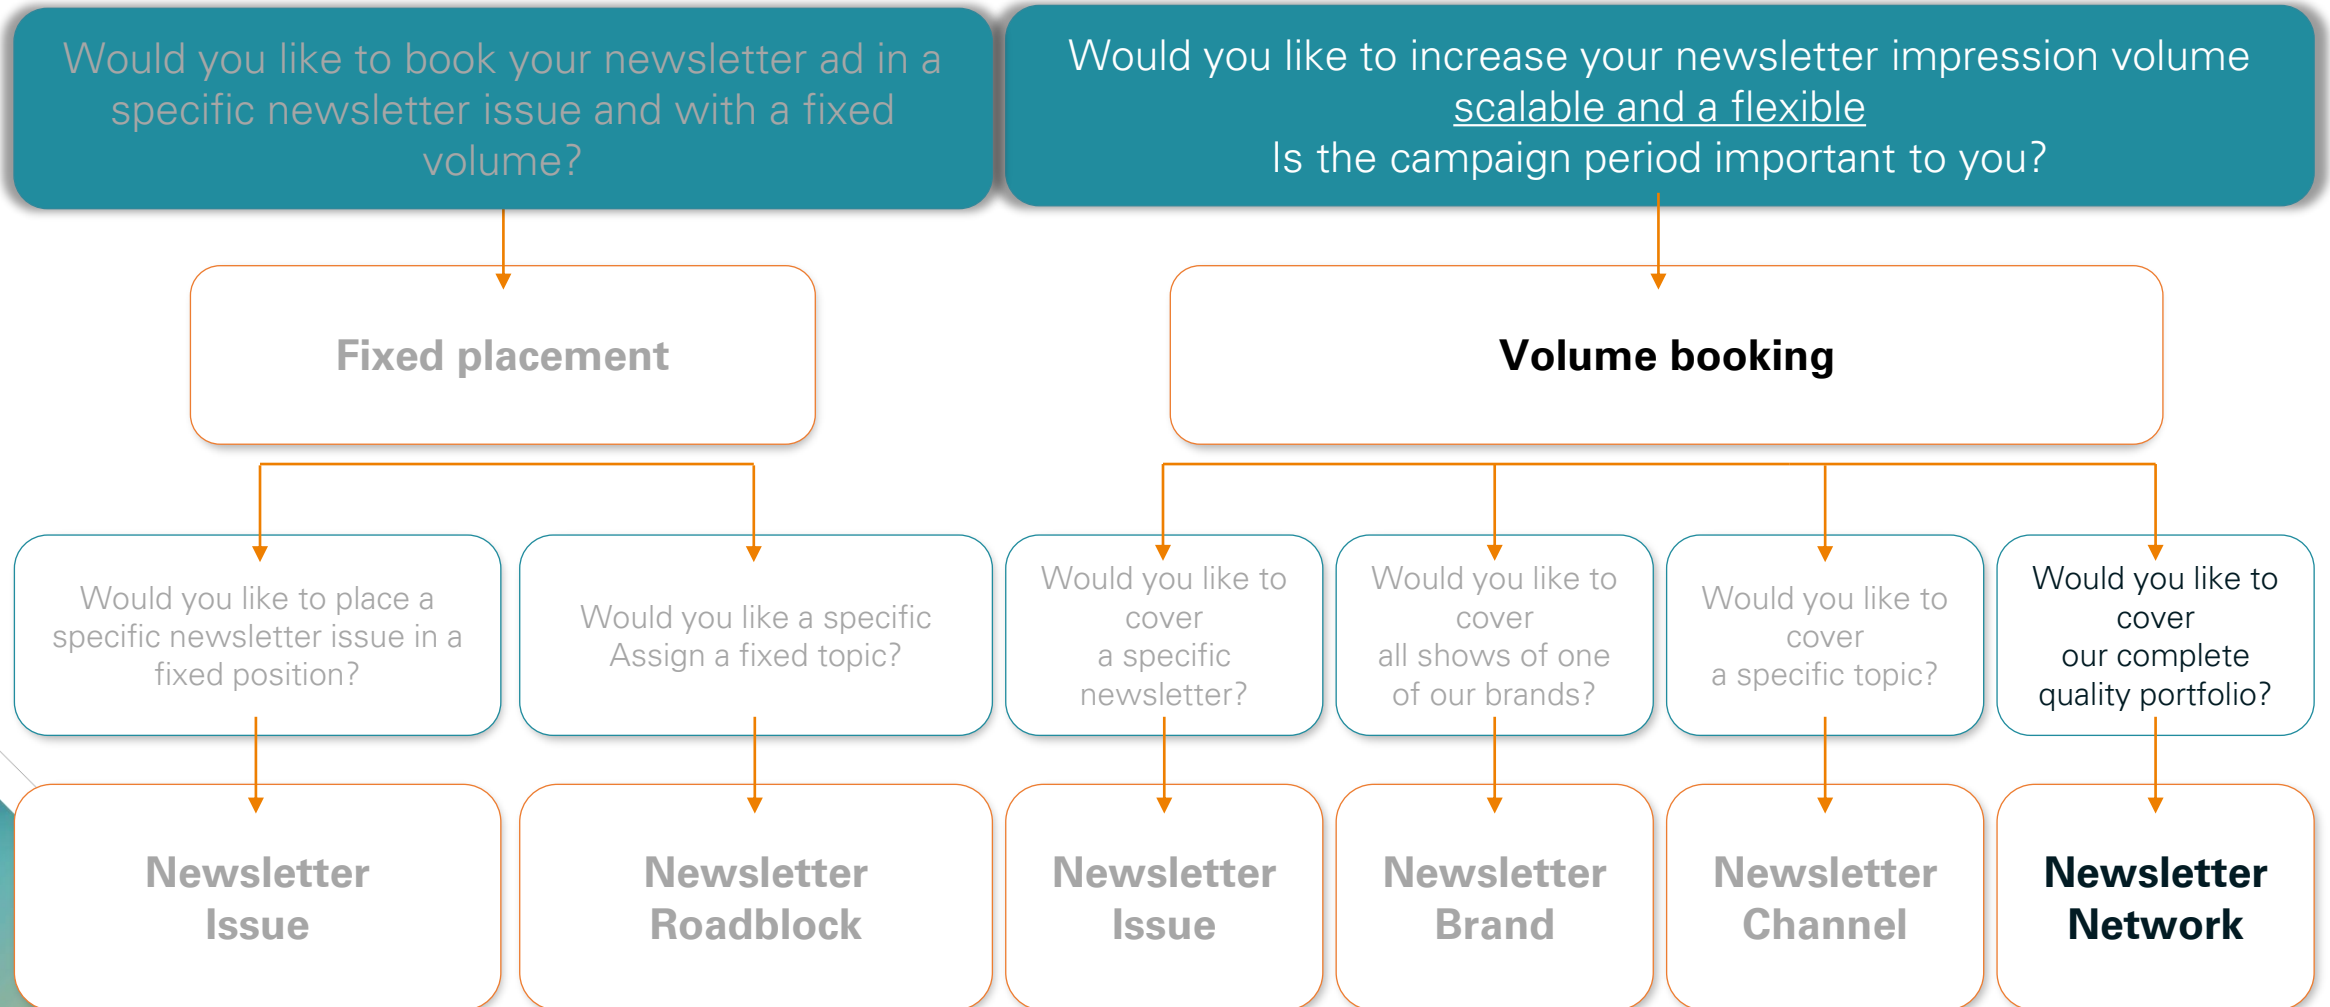 Would you like to book your newsletter ad in a
specific newsletter issue and with a fixed
volume?
Would you like to increase your newsletter impression volume
scalable and a flexible
Is the campaign period important to you?
Fixed placement
Volume booking
Would you like to place a
specific newsletter issue in a
fixed position?
Would you like a specific
Assign a fixed topic?
Would you like to
cover
a specific
newsletter?
Would you like to
cover
all shows of one
of our brands?
Would you like to
cover
a specific topic?
Would you like to
cover
our complete
quality portfolio?
Newsletter
Issue
Newsletter
Roadblock
Newsletter
Issue
Newsletter
Brand
Newsletter
Channel
Newsletter
Network